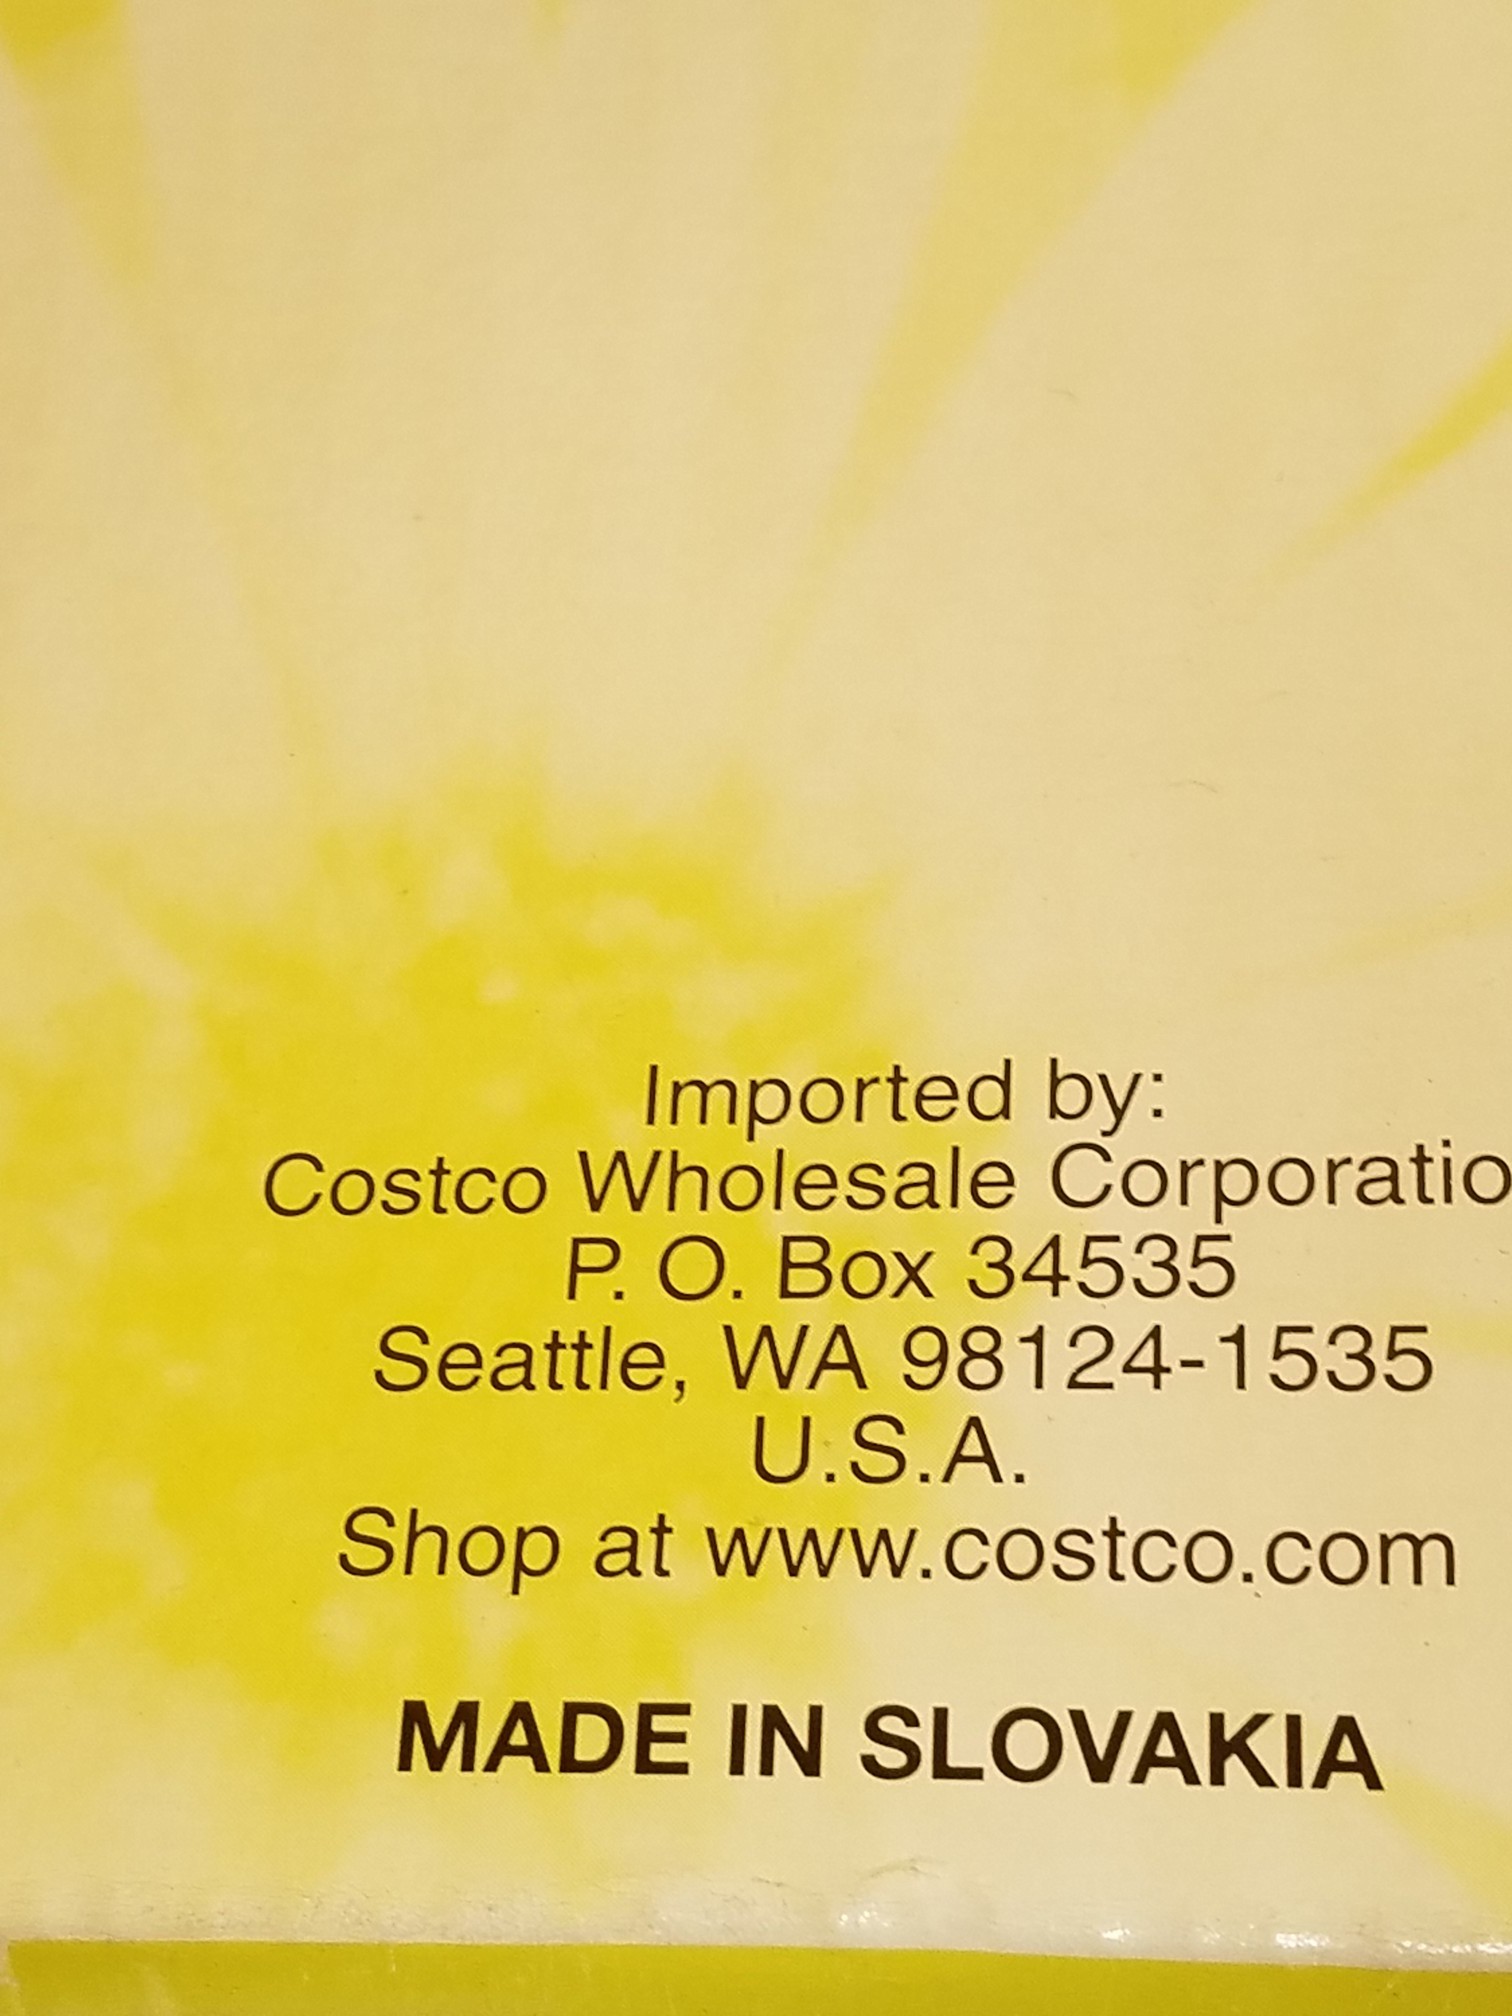 Imported by:
Costco Wholesale Corporatio
P. O. Box 34535
Seattle, WA 98124-1535
U.S.A.
Shop at www.costco.com
MADE IN SLOVAKIA